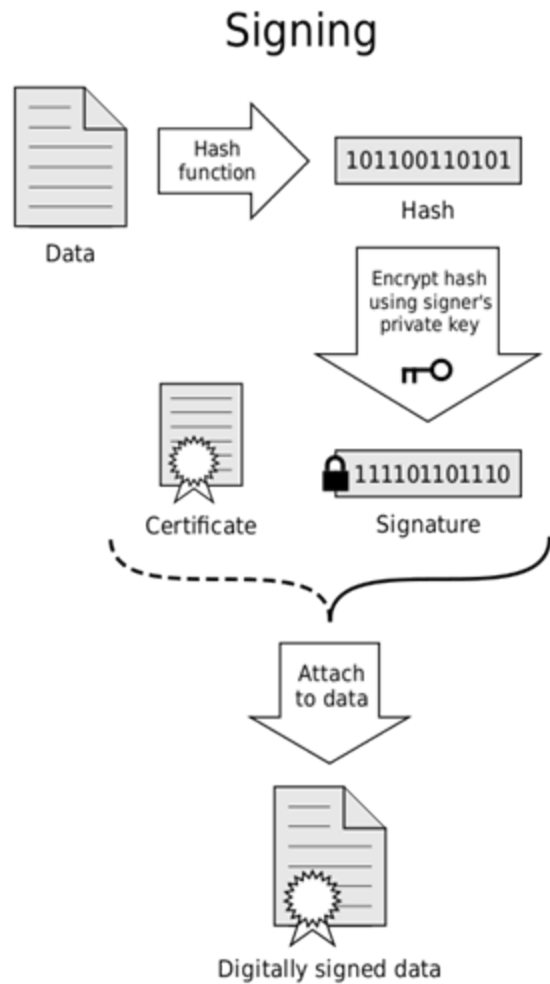 Signing
Hash
function
101100110101
Data
Hash
Encrypt hash
using signer's
private key
111101101110
Certificate
Signature
Attach
to data
Digitally signed data